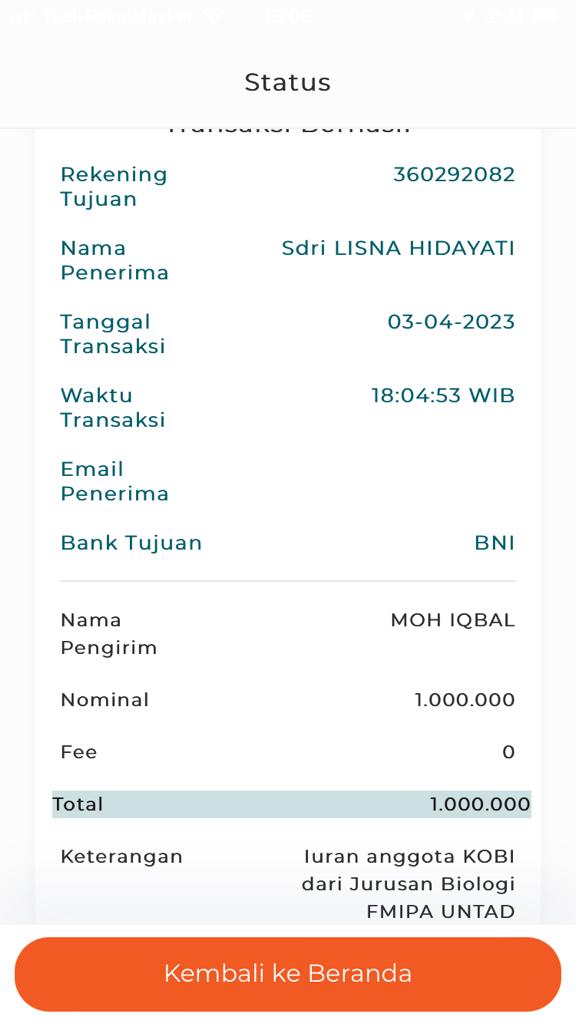 Status
Transaksi Berhasil
Rekening Tujuan 360292082
Nama Penerima Sdri LISNA HIDAYATI
Tanggal Transaksi 03-04-2023
Waktu Transaksi 18:04:53 WIB
Email Penerima
Bank Tujuan BNI
Nama Pengirim MOH IQBAL
Nominal 1.000.000
Fee 0
Total 1.000.000
Keterangan Iuran anggota KOBI
dari Jurusan Biologi
FMIPA UNTAD
Kembali ke Beranda